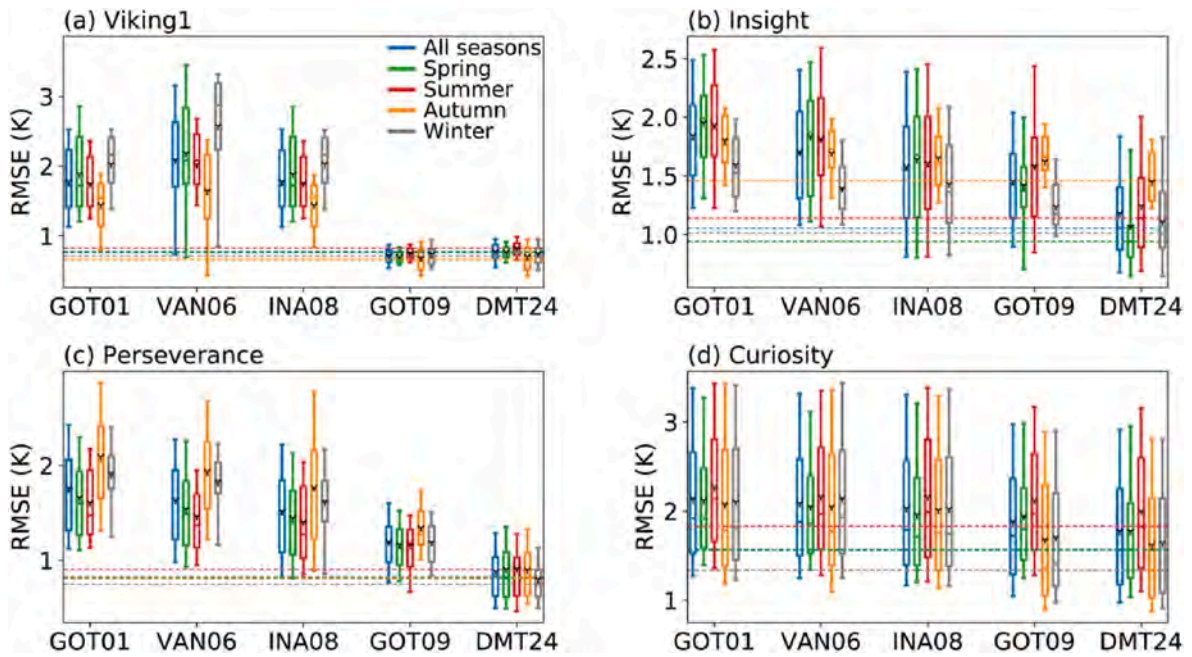 (a) Viking1
RMSE (K)
3
2
1
All seasons
Spring
Summer
Autumn
Winter
GOT01 VAN06 INA08 GOT09 DMT24
(b) Insight
RMSE (K)
2.5
2.0
1.5
1.0
GOT01 VAN06 INA08 GOT09 DMT24
(c) Perseverance
RMSE (K)
2
1
GOT01 VAN06 INA08 GOT09 DMT24
(d) Curiosity
RMSE (K)
3
2
1
GOT01 VAN06 INA08 GOT09 DMT24